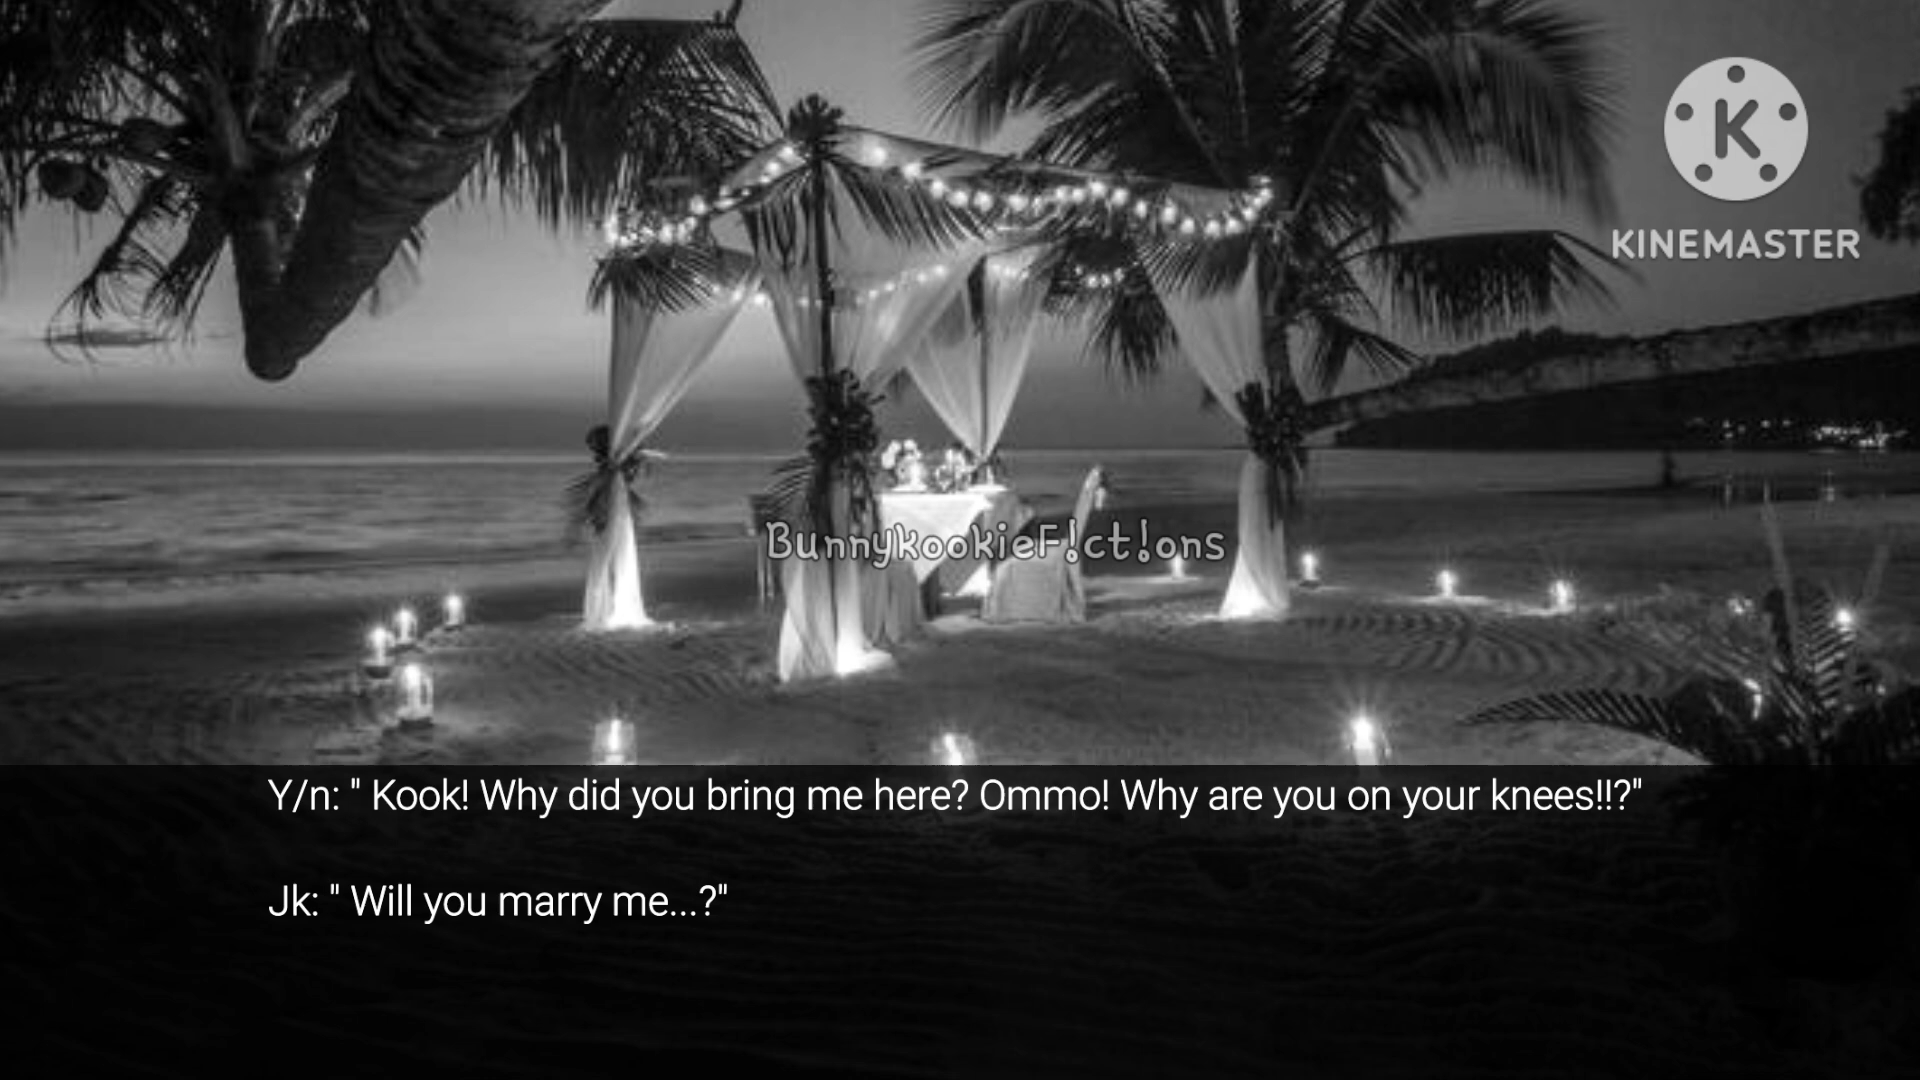 K
KINEMASTER
BunnykookieF!ct!ons
Y/n: " Kook! Why did you bring me here? Ommo! Why are you on your knees!!?"
Jk: " Will you marry me...?"